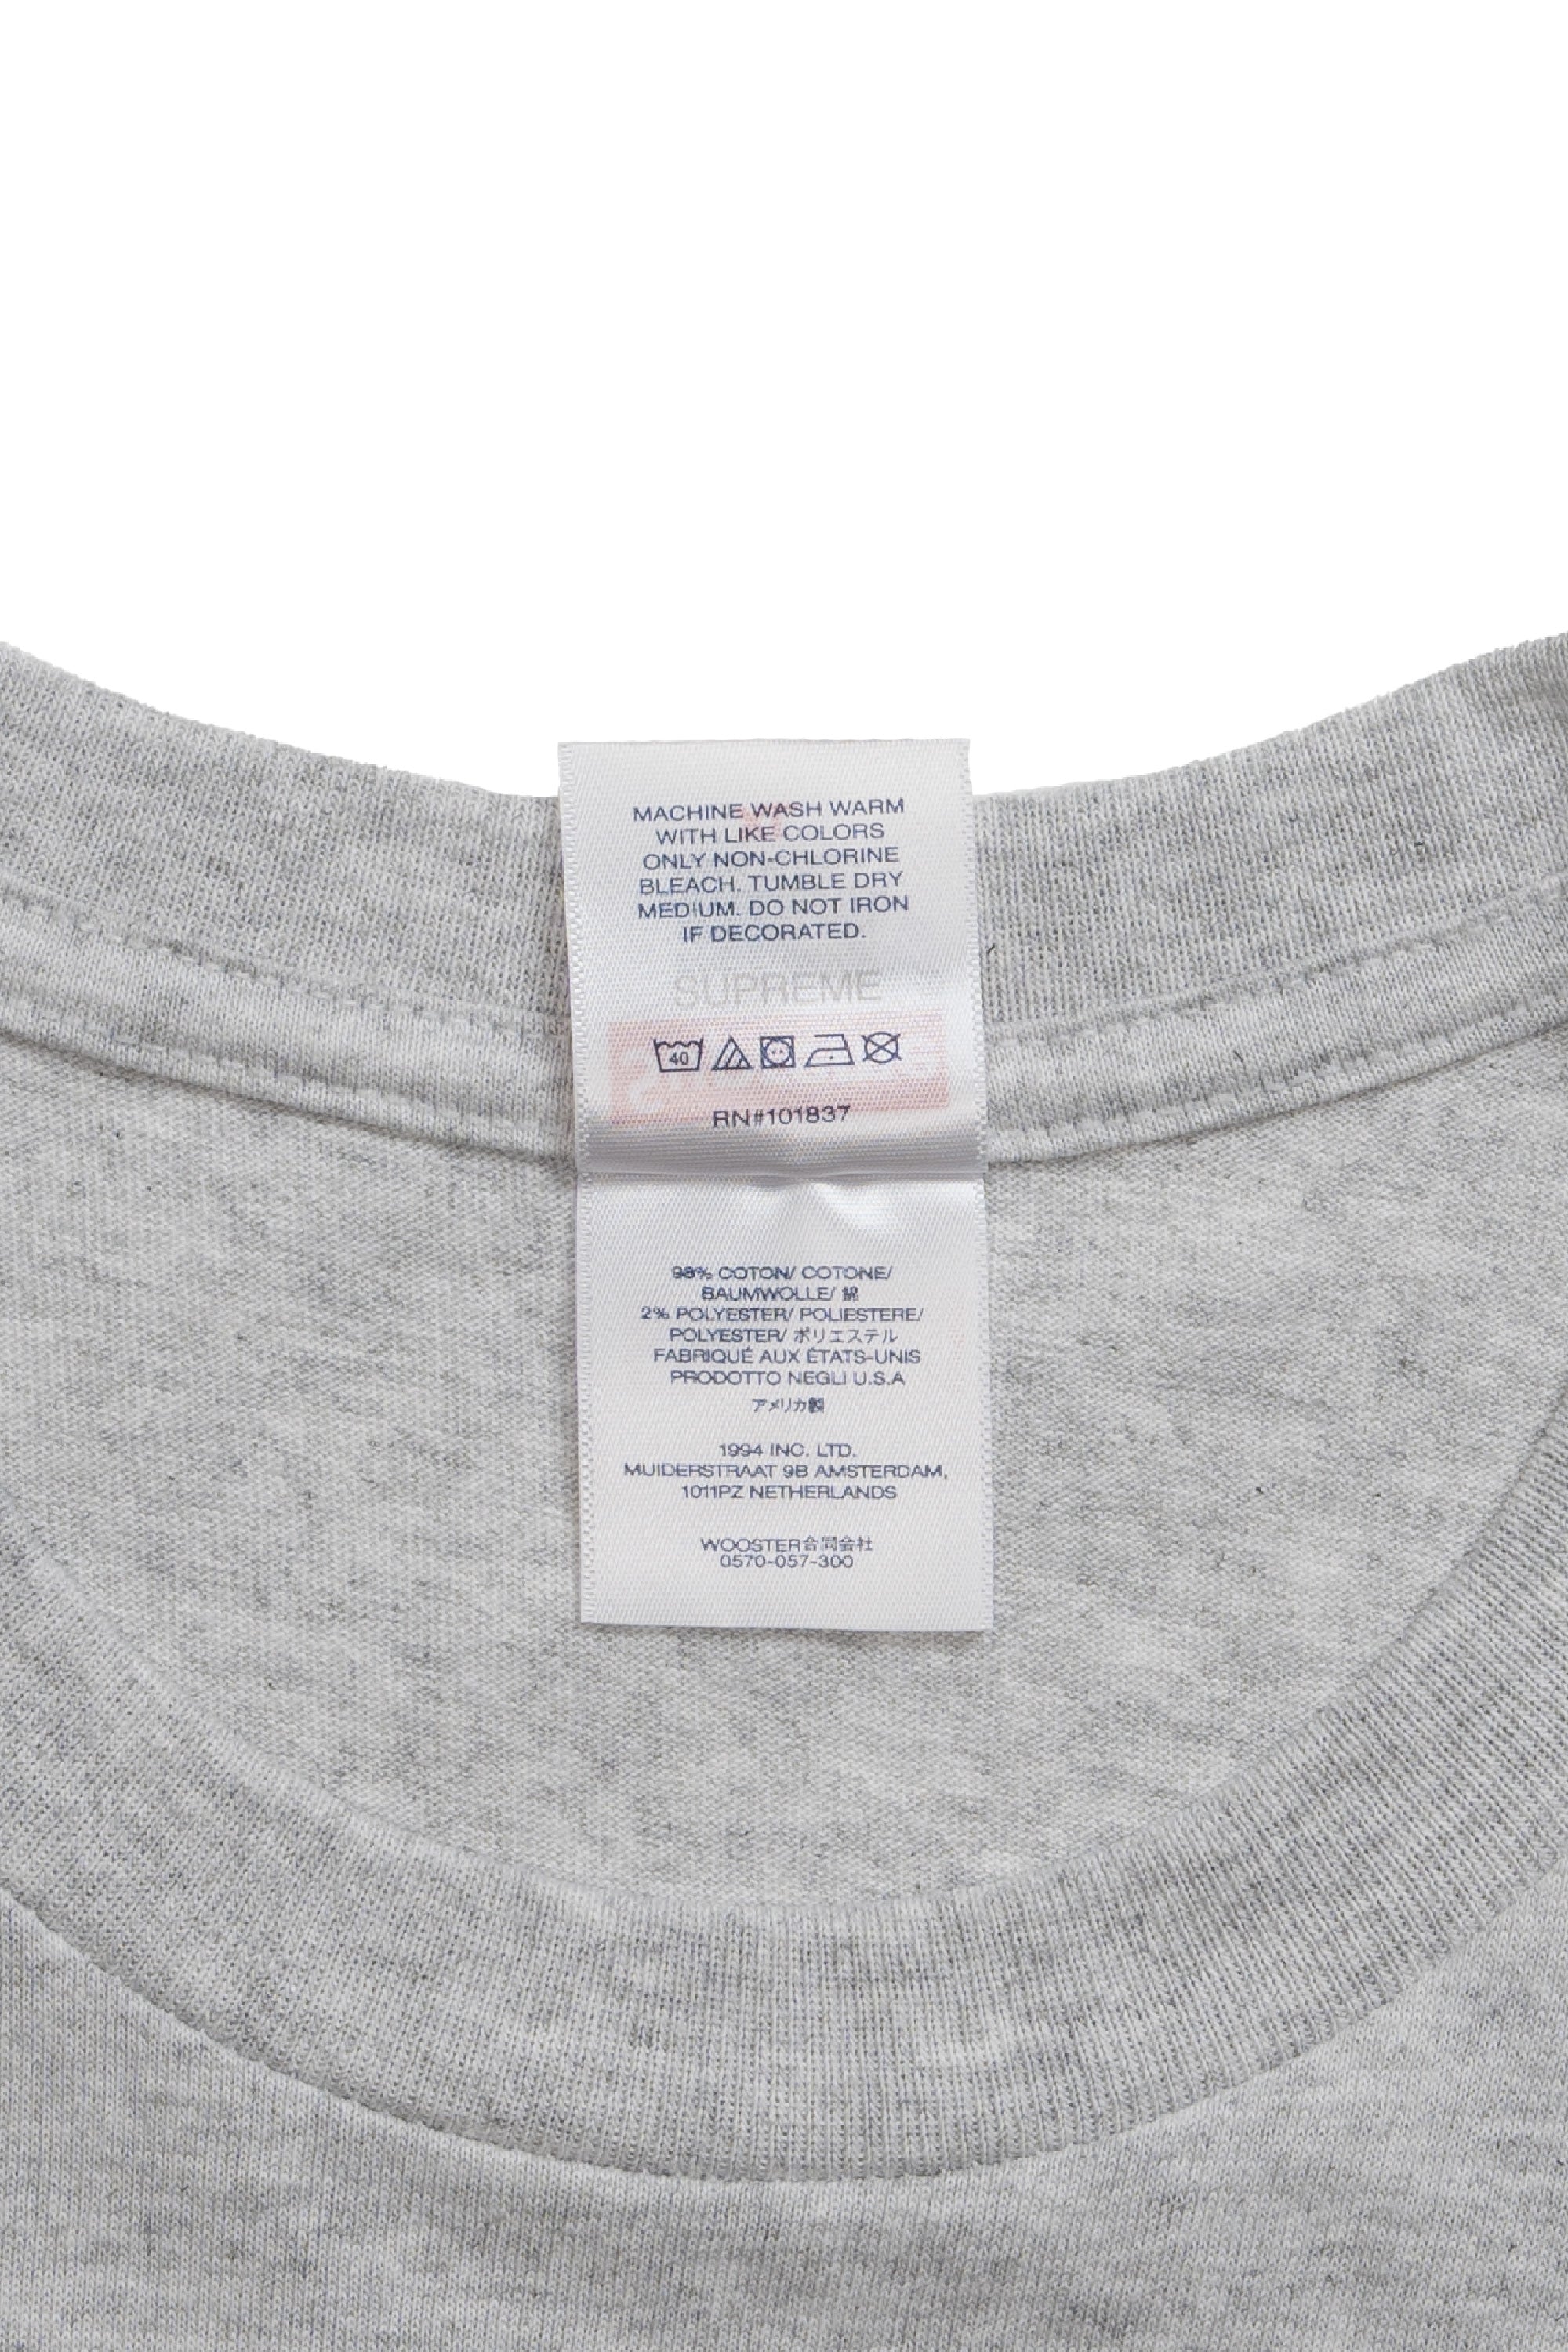 MACHINE WASH WARM
WITH LIKE COLORS
ONLY NON-CHLORINE
BLEACH. TUMBLE DRY
MEDIUM. DO NOT IRON
IF DECORATED.
SUPREME
40
RN#101837
98% COTON/ COTONE/
BAUMWOLLE/ 綿
2% POLYESTER/ POLIESTERE/
POLYESTER/ ポリエステル
FABRIQUÉ AUX ÉTATS-UNIS
PRODOTTO NEGLI U.S.A
アメリカ製
1994 INC. LTD.
MUIDERSTRAAT 9B AMSTERDAM,
1011PZ NETHERLANDS
WOOSTER合同会社
0570-057-300